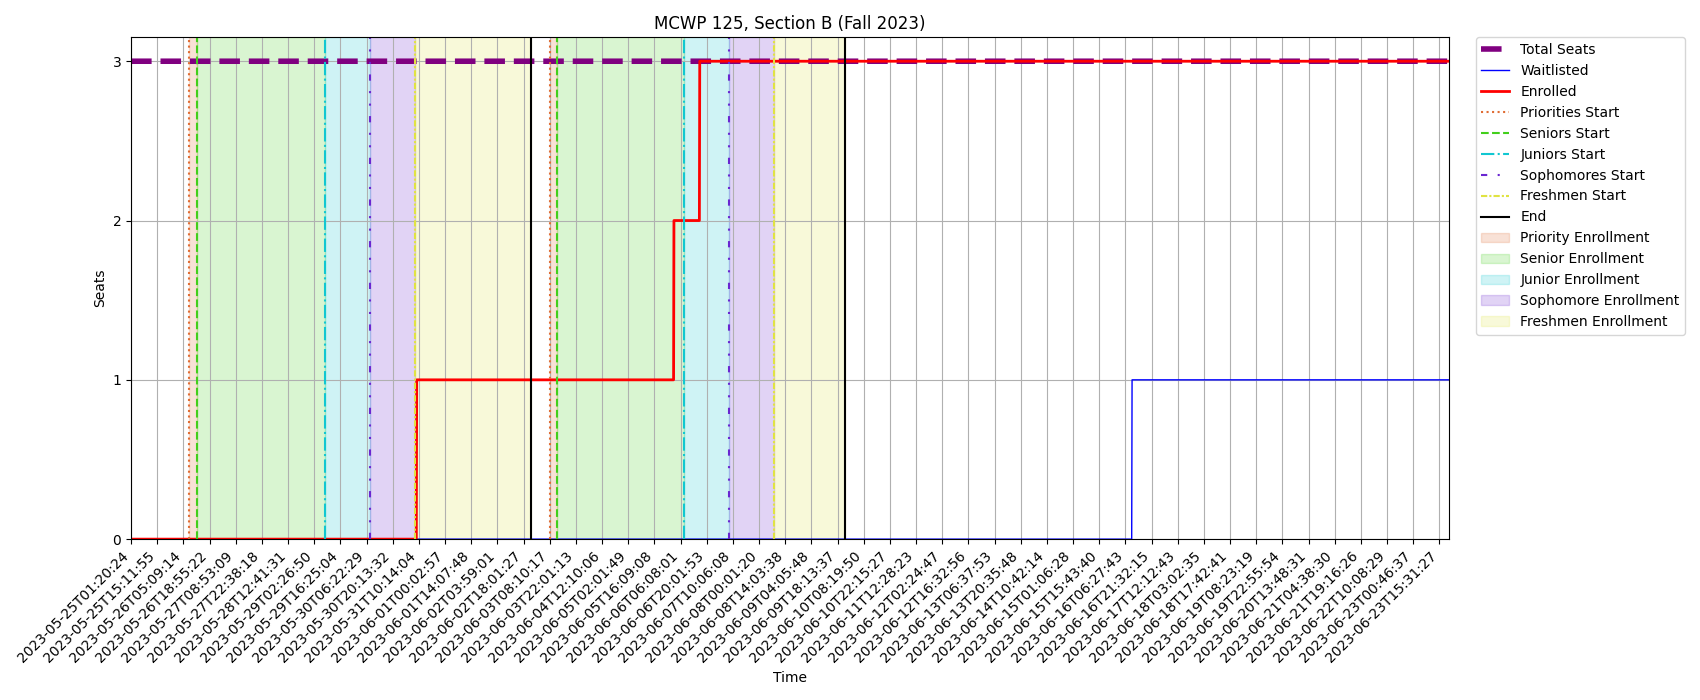 MCWP 125, Section B (Fall 2023)
Seats
3
2
1
0
2023-05-25T01:20:24
2023-05-25T15:11:55
2023-05-26T05:09:14
2023-05-26T18:55:22
2023-05-27T08:53:09
2023-05-27T22:38:18
2023-05-28T12:41:31
2023-05-29T02:26:50
2023-05-29T16:25:04
2023-05-30T06:22:29
2023-05-30T20:13:32
2023-05-31T10:14:04
2023-06-01T00:02:57
2023-06-01T14:07:48
2023-06-02T03:59:01
2023-06-02T18:01:27
2023-06-03T08:10:17
2023-06-03T22:01:13
2023-06-04T12:10:06
2023-06-05T02:01:49
2023-06-05T16:09:08
2023-06-06T06:08:01
2023-06-06T20:01:53
2023-06-07T10:06:08
2023-06-08T00:01:20
2023-06-08T14:03:38
2023-06-09T04:05:48
2023-06-09T18:13:37
2023-06-10T08:19:50
2023-06-10T22:15:27
2023-06-11T12:28:23
2023-06-12T02:24:47
2023-06-12T16:32:56
2023-06-13T06:37:53
2023-06-13T20:35:48
2023-06-14T10:42:14
2023-06-15T01:06:28
2023-06-15T15:43:40
2023-06-16T06:27:43
2023-06-16T21:32:15
2023-06-17T12:12:43
2023-06-18T03:02:35
2023-06-18T17:42:41
2023-06-19T08:23:19
2023-06-19T22:55:54
2023-06-20T13:48:31
2023-06-21T04:38:30
2023-06-21T19:16:26
2023-06-22T10:08:29
2023-06-23T00:46:37
2023-06-23T15:31:27
Time
Total Seats
Waitlisted
Enrolled
Priorities Start
Seniors Start
Juniors Start
Sophomores Start
Freshmen Start
End
Priority Enrollment
Senior Enrollment
Junior Enrollment
Sophomore Enrollment
Freshmen Enrollment